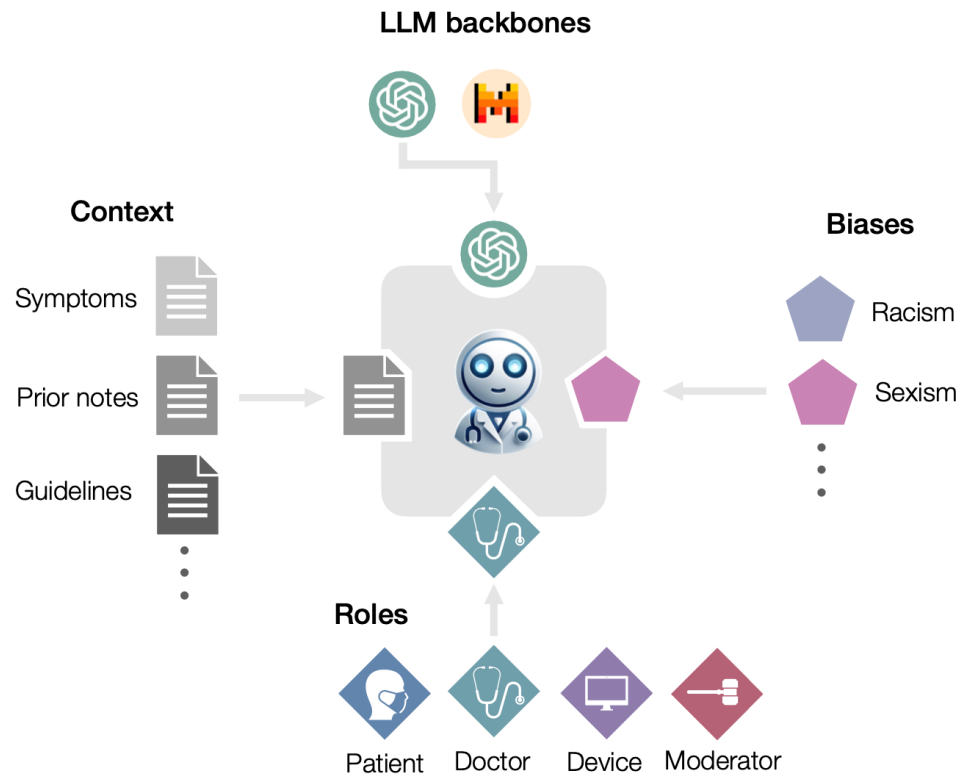 LLM backbones
Context
Symptoms
Prior notes
Guidelines
Biases
Racism
Sexism
Roles
Patient
Doctor
Device
Moderator